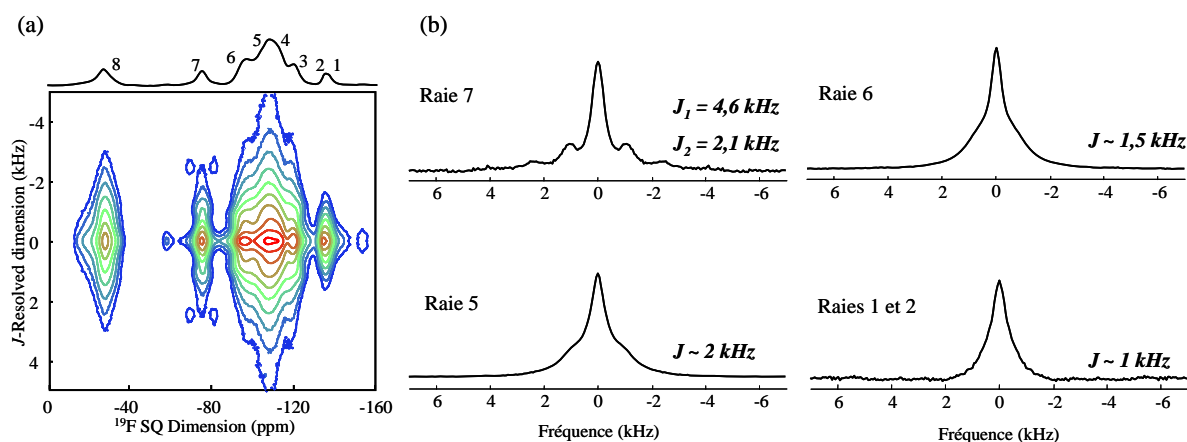 (a)
8
7
6
5
4
3
2
1
-4
-2
0
2
4
J-Resolved dimension (kHz)
0 -40 -80 -120 -160
19F SQ Dimension (ppm)
(b)
Raie 7
J1 = 4,6 kHz
J2 = 2,1 kHz
6 4 2 0 -2 -4 -6
Raie 6
J ~ 1,5 kHz
6 4 2 0 -2 -4 -6
Raie 5
J ~ 2 kHz
6 4 2 0 -2 -4 -6
Fréquence (kHz)
Raies 1 et 2
J ~ 1 kHz
6 4 2 0 -2 -4 -6
Fréquence (kHz)